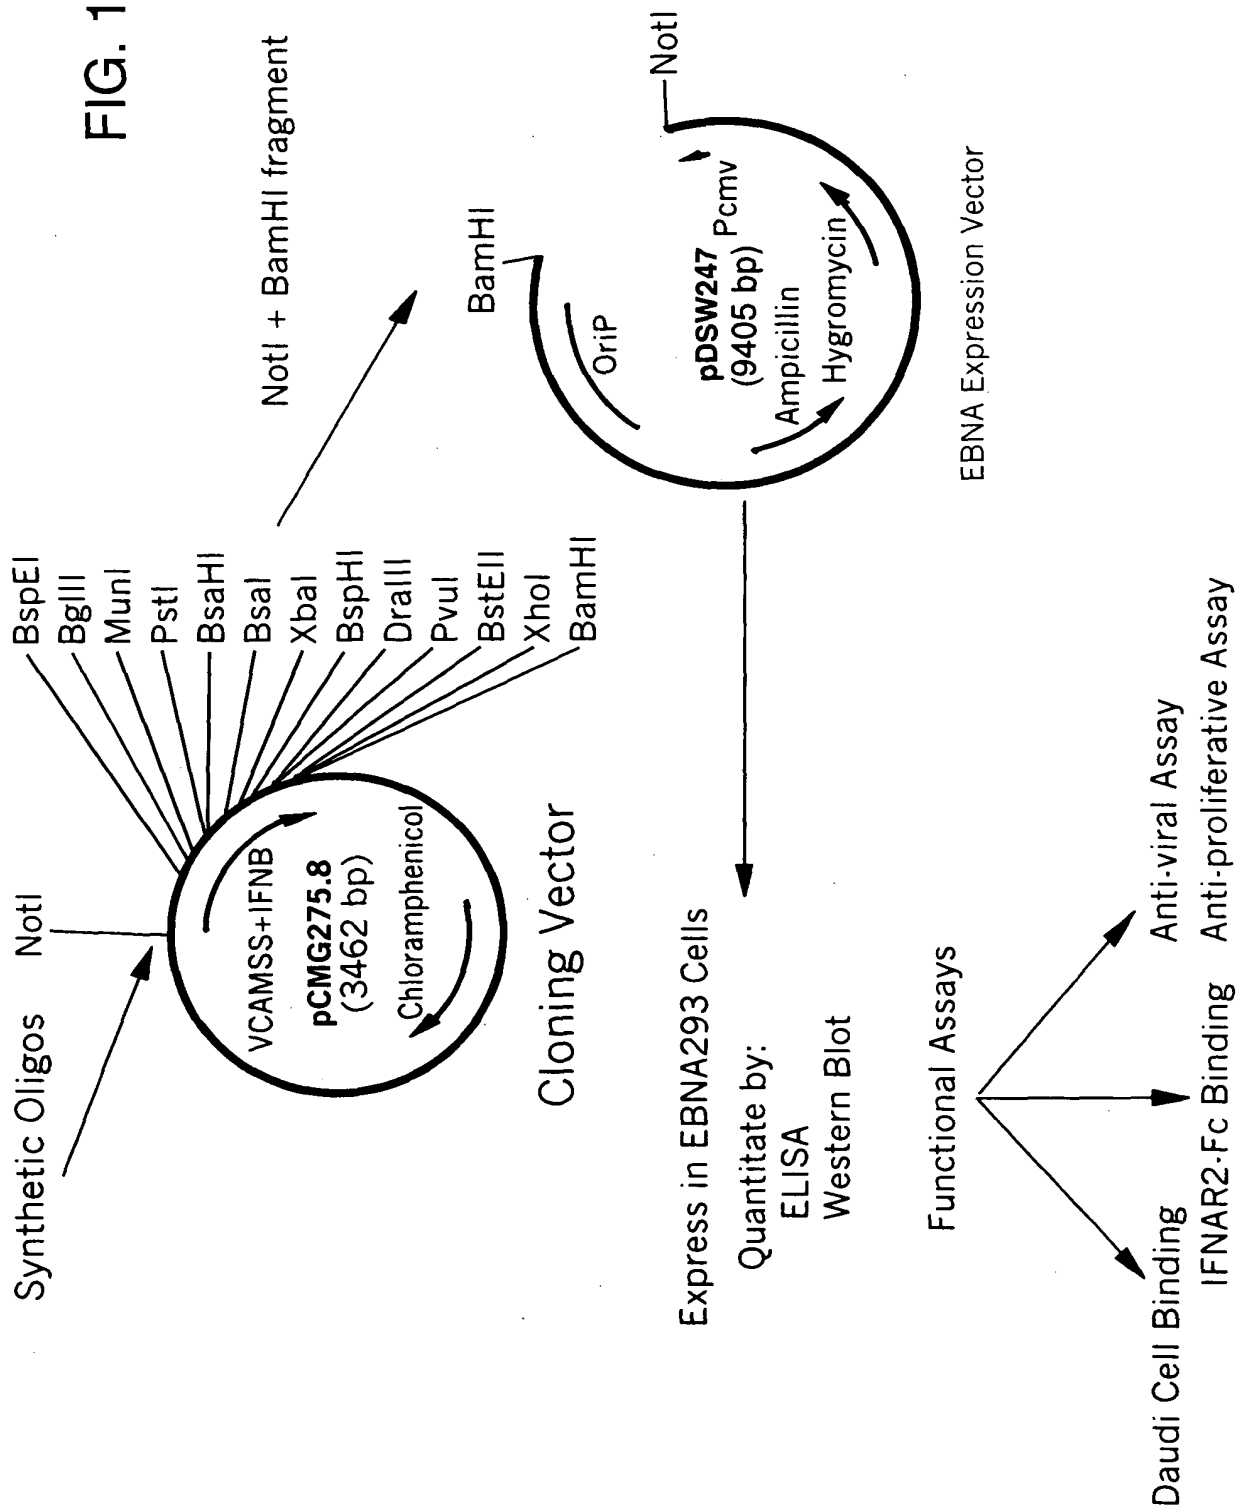 FIG. 1
Synthetic Oligos
NotI
BspEI
BglII
MunI
PstI
BsaHI
BsaI
XbaI
BspHI
DraIII
PvuI
BstEII
XhoI
BamHI
VCAMSS+IFNB
pCMG275.8
(3462 bp)
Chloramphenicol
Cloning Vector
NotI + BamHI fragment
BamHI
NotI
OriP
pDSW247
(9405 bp)
Pcmv
Ampicillin
Hygromycin
EBNA Expression Vector
Express in EBNA293 Cells
Quantitate by:
ELISA
Western Blot
Functional Assays
Daudi Cell Binding
IFNAR2-Fc Binding
Anti-viral Assay
Anti-proliferative Assay